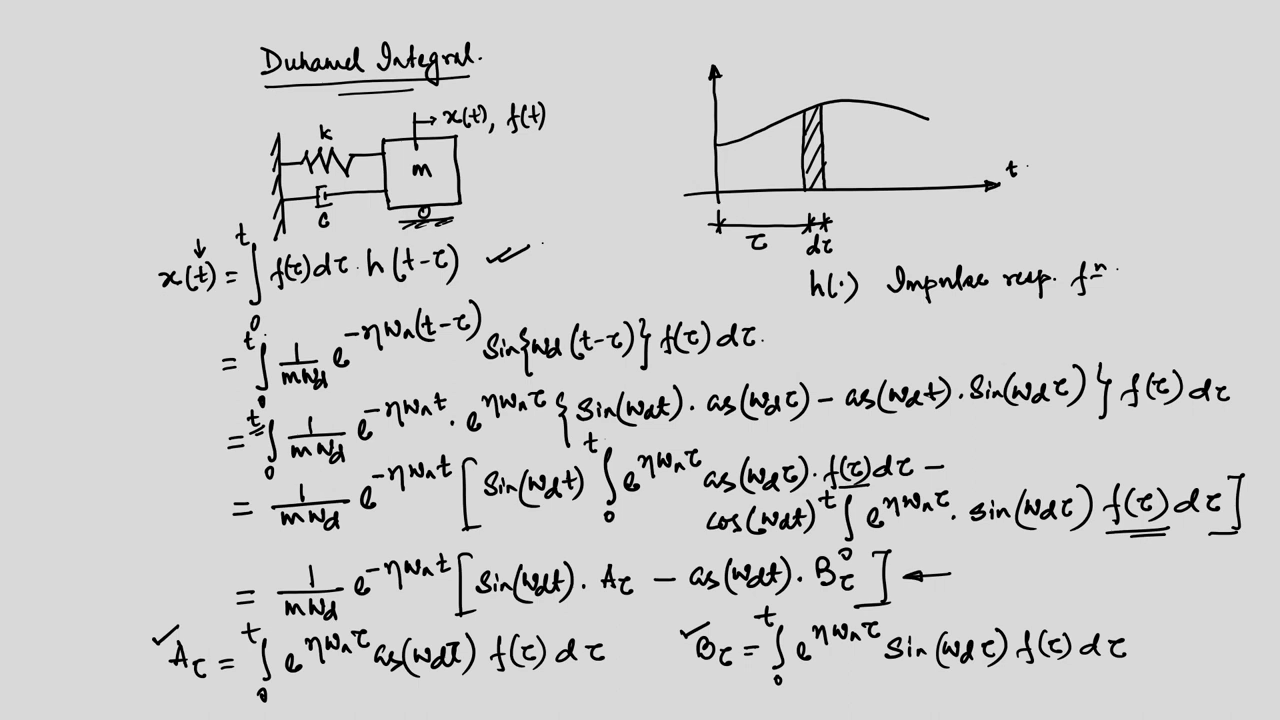 Duhamel Integral.
k
c
m
x(t), f(t)
t
τ
dτ
h(·) Impulse resp. fⁿ
x(t) = ∫₀ᵗ f(τ)dτ · h(t-τ)
= ∫₀ᵗ 1/(mω_d) e^{-ηω_n(t-τ)} Sin{ω_d(t-τ)} f(τ) dτ.
= ∫₀ᵗ 1/(mω_d) e^{-ηω_n t} · e^{ηω_n τ} {Sin(ω_d t) · cos(ω_d τ) - cos(ω_d t) · Sin(ω_d τ)} f(τ) dτ
= 1/(mω_d) e^{-ηω_n t} [Sin(ω_d t) ∫₀ᵗ e^{ηω_n τ} cos(ω_d τ) · f(τ)dτ -
cos(ω_d t) ∫₀ᵗ e^{ηω_n τ} · sin(ω_d τ) f(τ) dτ]
= 1/(mω_d) e^{-ηω_n t} [Sin(ω_d t) · A_τ - cos(ω_d t) · B_τ] ←
✓ A_τ = ∫₀ᵗ e^{ηω_n τ} cos(ω_d τ) f(τ) dτ
✓ B_τ = ∫₀ᵗ e^{ηω_n τ} Sin(ω_d τ) f(τ) dτ